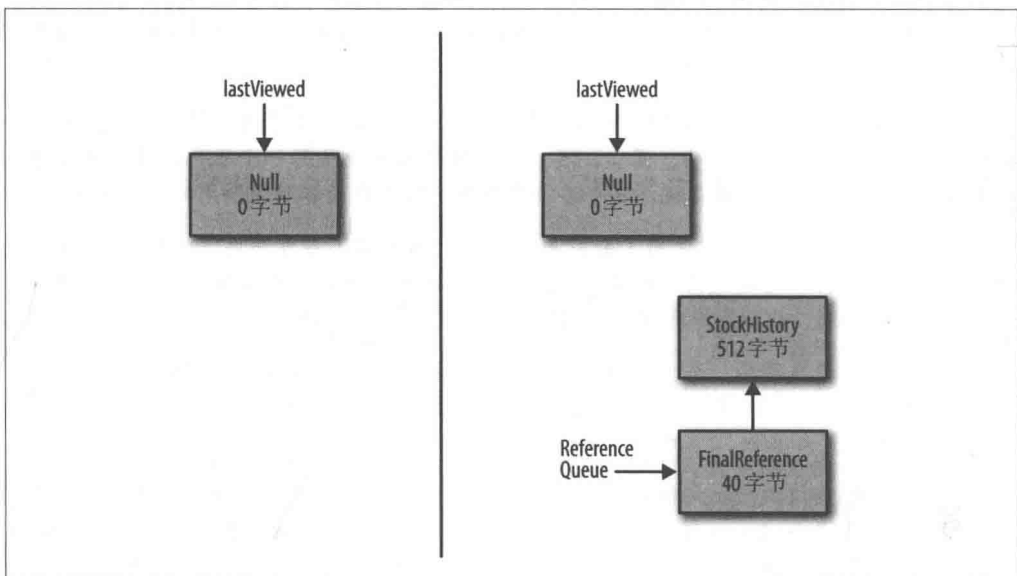 lastViewed
Null
0字节
lastViewed
Null
0字节
StockHistory
512字节
Reference
Queue
FinalReference
40字节